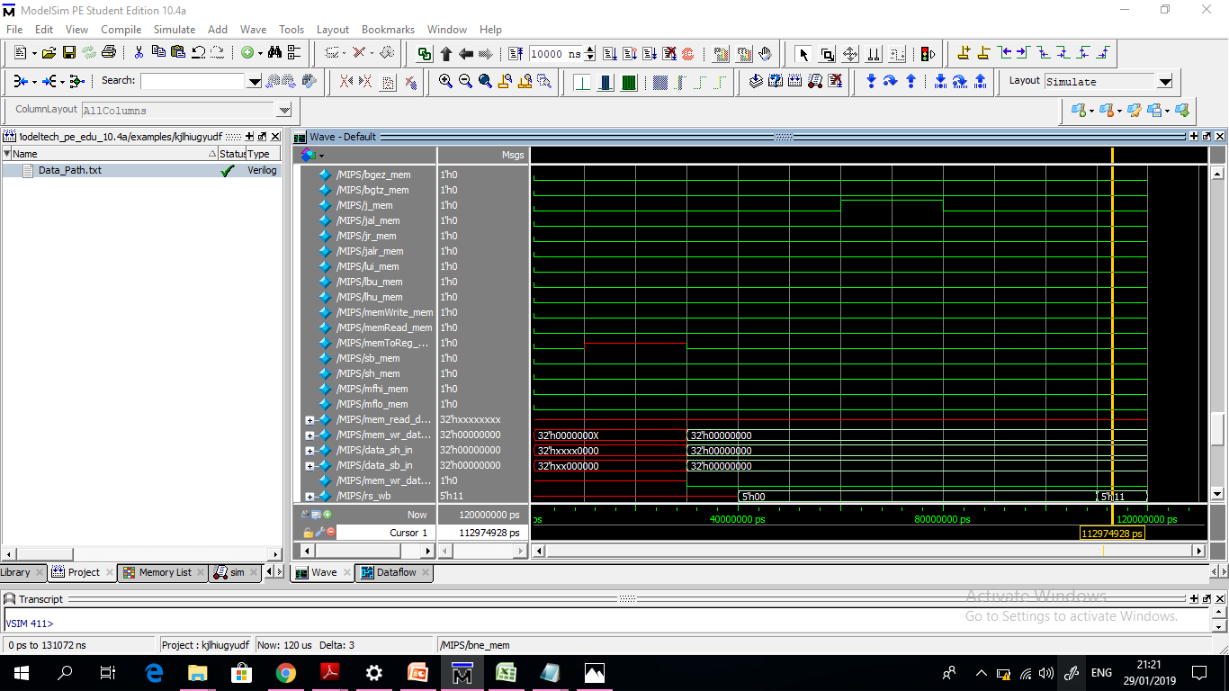 ModelSim PE Student Edition 10.4a
File Edit View Compile Simulate Add Wave Tools Layout Bookmarks Window Help
10000 ns
Search:
Layout Simulate
ColumnLayout AllColumns
lodeltech_pe_edu_10.4a/examples/kjlhiugyudf
Name Status Type
Data_Path.txt Verilog
Wave - Default
Msgs
/MIPS/bgez_mem 1'h0
/MIPS/bgtz_mem 1'h0
/MIPS/j_mem 1'h0
/MIPS/jal_mem 1'h0
/MIPS/jr_mem 1'h0
/MIPS/jalr_mem 1'h0
/MIPS/lui_mem 1'h0
/MIPS/lbu_mem 1'h0
/MIPS/lhu_mem 1'h0
/MIPS/memWrite_mem 1'h0
/MIPS/memRead_mem 1'h0
/MIPS/memToReg_... 1'h0
/MIPS/sb_mem 1'h0
/MIPS/sh_mem 1'h0
/MIPS/mfhi_mem 1'h0
/MIPS/mflo_mem 1'h0
/MIPS/mem_read_d... 32'hxxxxxxxx
/MIPS/mem_wr_dat... 32'h00000000 32'h0000000X 32'h00000000
/MIPS/data_sh_in 32'h00000000 32'hxxxx0000 32'h00000000
/MIPS/data_sb_in 32'h00000000 32'hxx000000 32'h00000000
/MIPS/mem_wr_dat... 1'h0
/MIPS/rs_wb 5'h11 5'h00 5'h11
Now 120000000 ps ps 40000000 ps 80000000 ps 120000000 ps
Cursor 1 112974928 ps 112974928 ps
Library Project Memory List sim Wave Dataflow
Transcript
Activate Windows
Go to Settings to activate Windows.
VSIM 411>
0 ps to 131072 ns Project : kjlhiugyudf Now: 120 us Delta: 3 /MIPS/bne_mem
ENG
21:21
29/01/2019